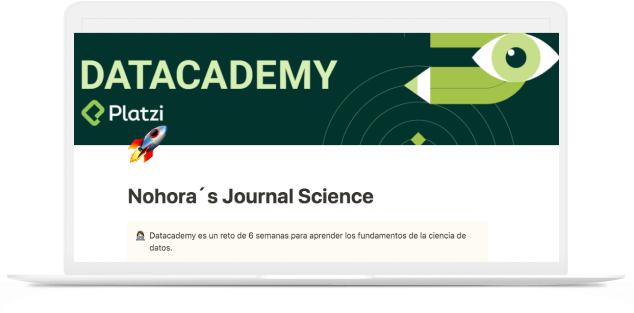 DATACADEMY
Platzi
Nohora´s Journal Science
Datacademy es un reto de 6 semanas para aprender los fundamentos de la ciencia de
datos.